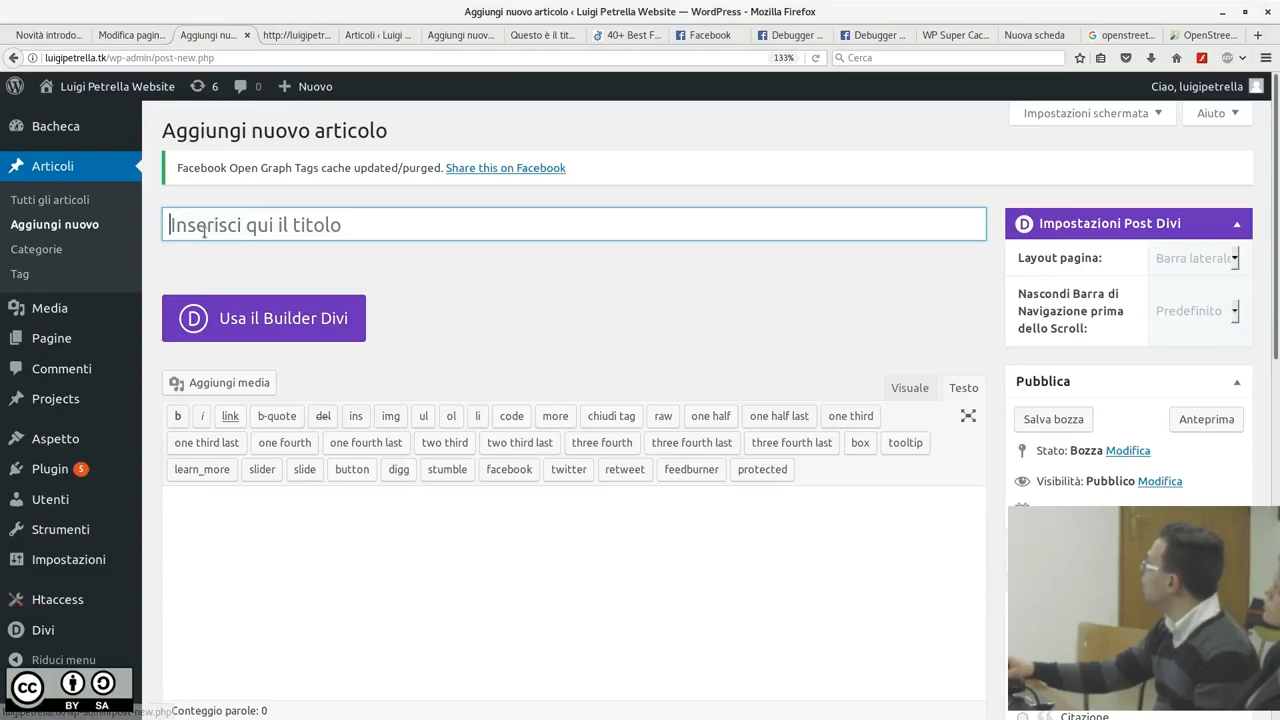 Aggiungi nuovo articolo ‹ Luigi Petrella Website — WordPress - Mozilla Firefox
Novità introdo...
Modifica pagin...
Aggiungi nu...
http://luigipetr...
Articoli ‹ Luigi ...
Aggiungi nuov...
Questo è il tit...
40+ Best F...
Facebook
Debugger ...
Debugger ...
WP Super Cac...
Nuova scheda
openstreet...
OpenStree...
luigipetrella.tk/wp-admin/post-new.php
133%
Cerca
Luigi Petrella Website
6
0
Nuovo
Ciao, luigipetrella
Bacheca
Articoli
Tutti gli articoli
Aggiungi nuovo
Categorie
Tag
Media
Pagine
Commenti
Projects
Aspetto
Plugin 5
Utenti
Strumenti
Impostazioni
Htaccess
Divi
Riduci menu
Impostazioni schermata
Aiuto
Aggiungi nuovo articolo
Facebook Open Graph Tags cache updated/purged. Share this on Facebook
Inserisci qui il titolo
D Usa il Builder Divi
Aggiungi media
Visuale
Testo
b i link b-quote del ins img ul ol li code more chiudi tag raw one half one half last one third
one third last one fourth one fourth last two third two third last three fourth three fourth last three fourth last box tooltip
learn_more slider slide button digg stumble facebook twitter retweet feedburner protected
Conteggio parole: 0
D Impostazioni Post Divi
Layout pagina:
Barra laterale
Nascondi Barra di
Navigazione prima
dello Scroll:
Predefinito
Pubblica
Salva bozza
Anteprima
Stato: Bozza Modifica
Visibilità: Pubblico Modifica
Citazione
cc
BY SA